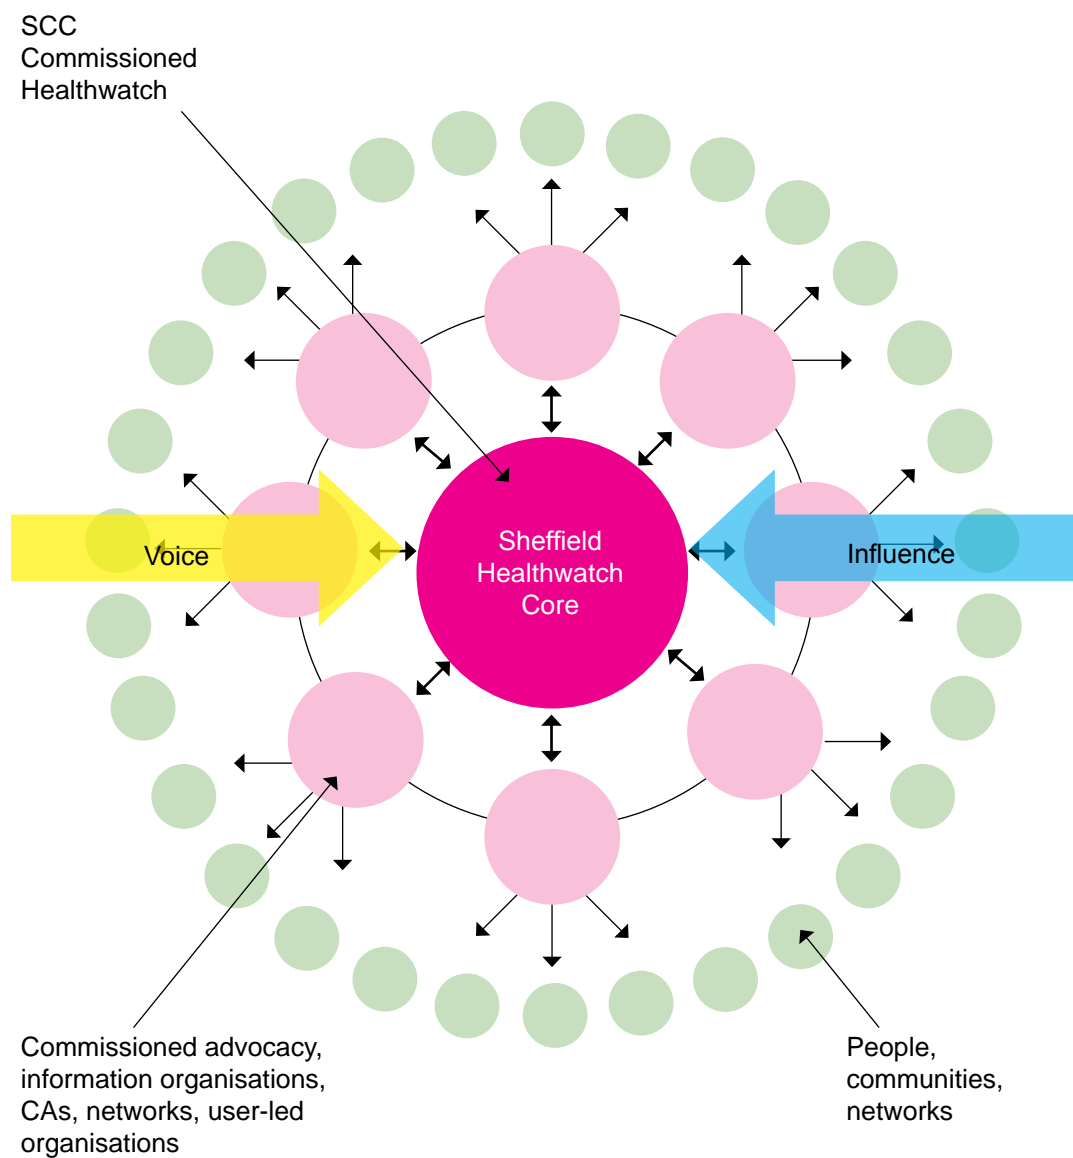 SCC
Commissioned
Healthwatch
Voice
Sheffield
Healthwatch
Core
Influence
Commissioned advocacy,
information organisations,
CAs, networks, user-led
organisations
People,
communities,
networks